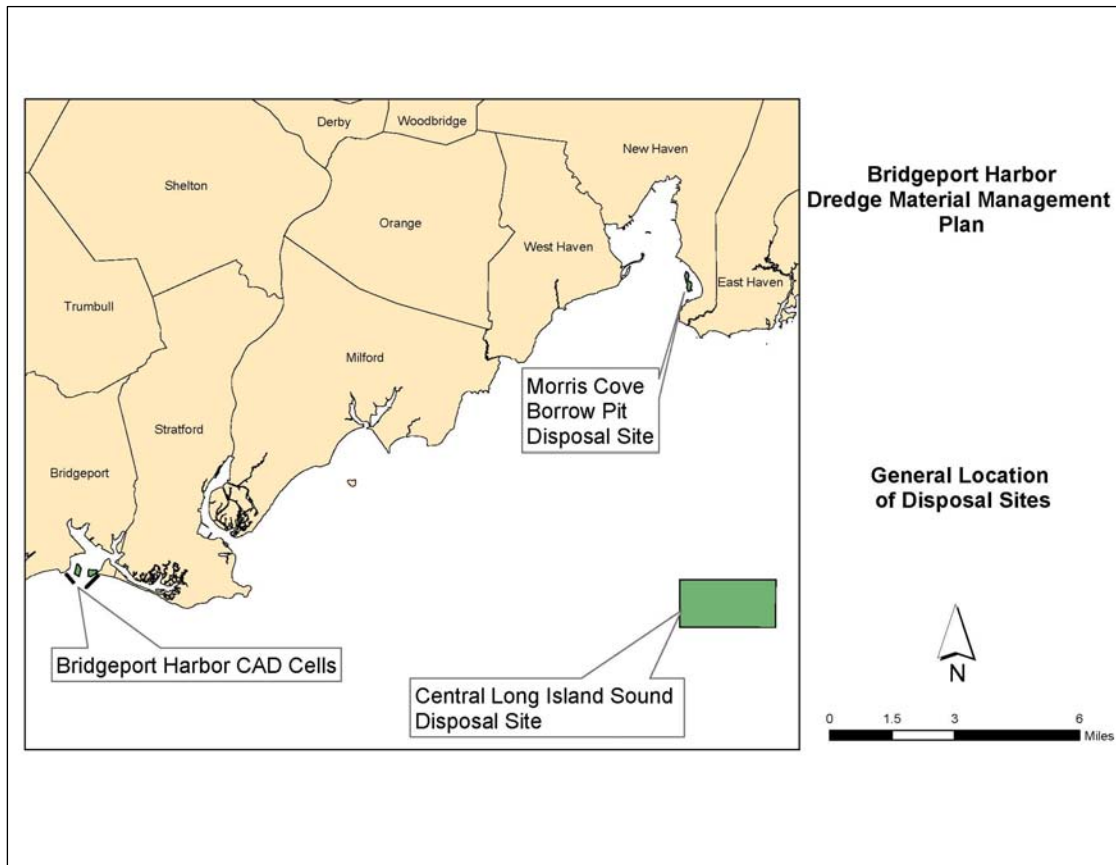 Derby
Woodbridge
New Haven
Shelton
Orange
West Haven
East Haven
Trumbull
Milford
Stratford
Bridgeport
Morris Cove
Borrow Pit
Disposal Site
Bridgeport Harbor CAD Cells
Central Long Island Sound
Disposal Site
Bridgeport Harbor
Dredge Material Management
Plan
General Location
of Disposal Sites
N
0 1.5 3 6
Miles